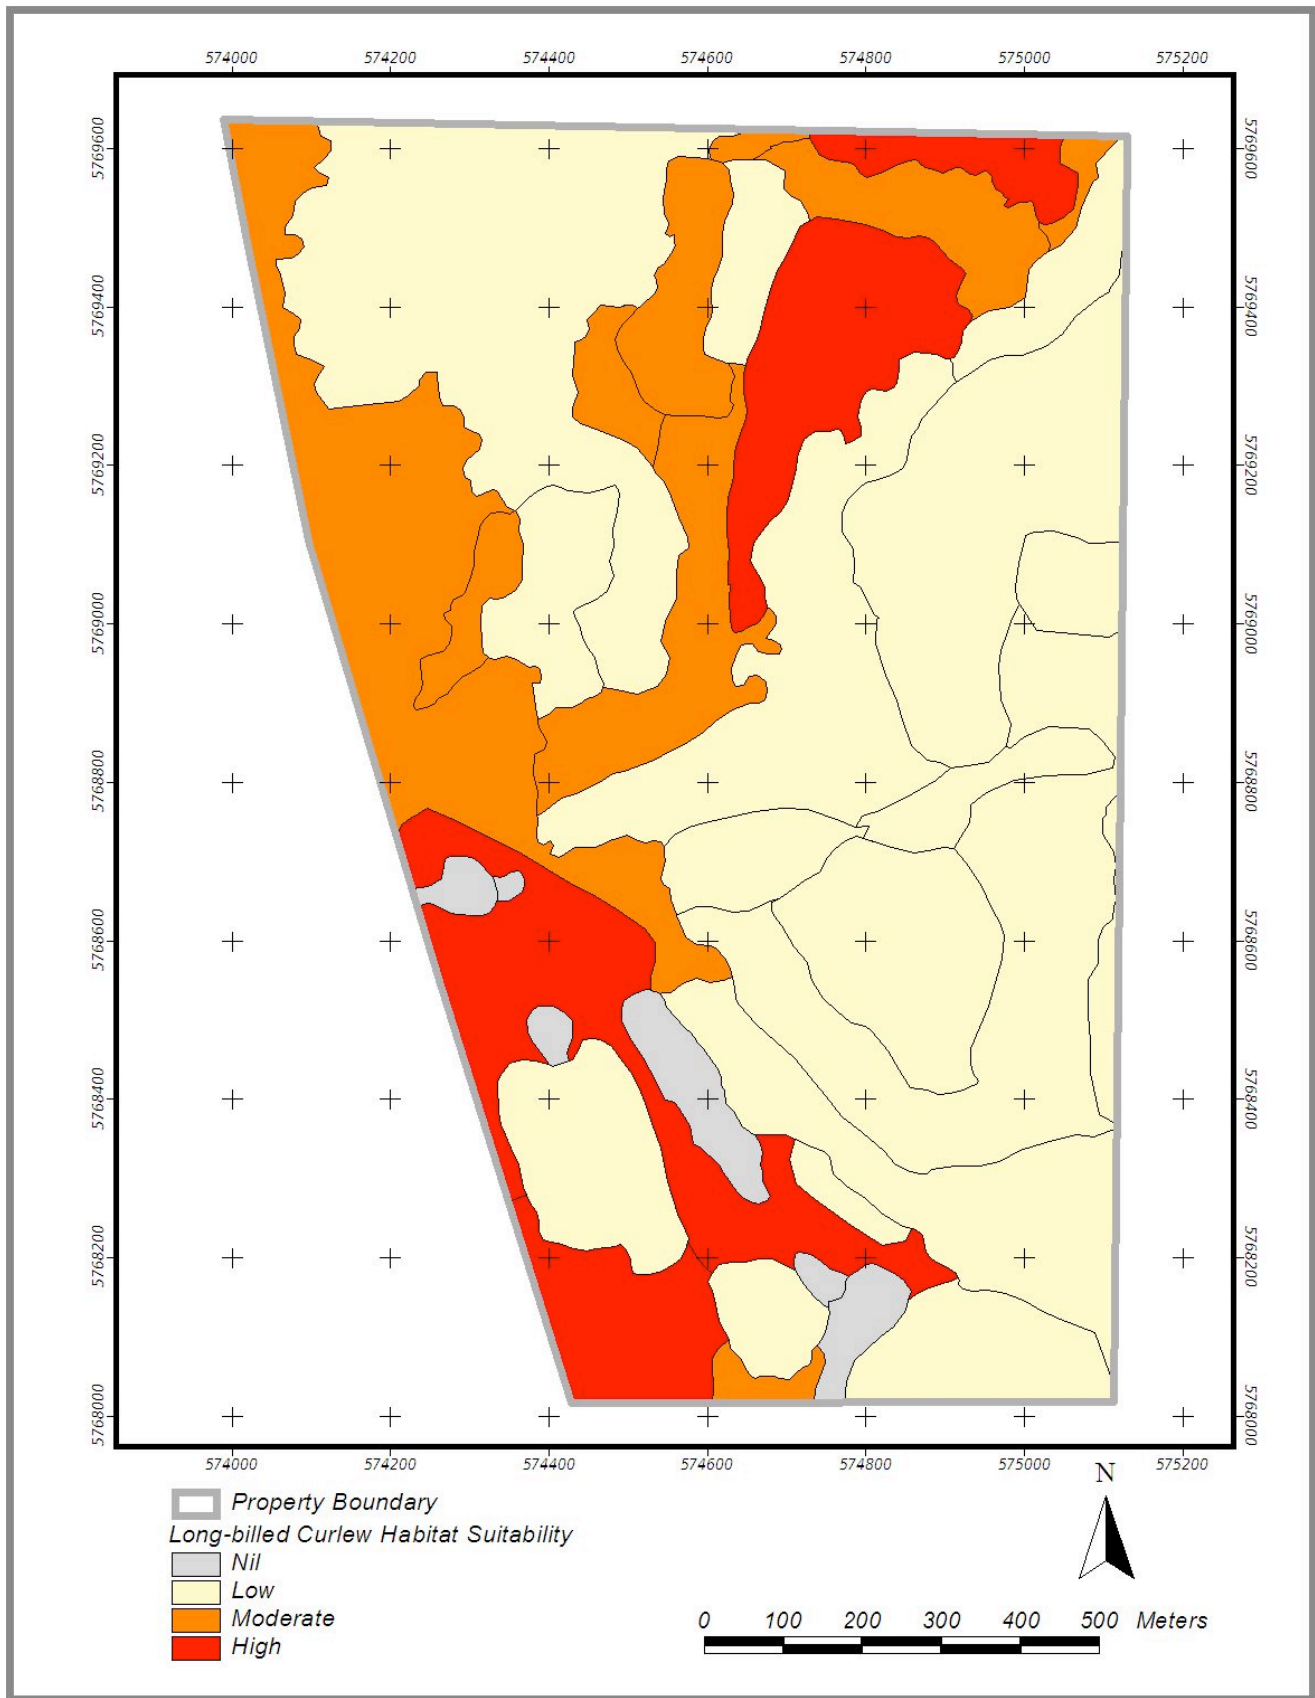 574000 574200 574400 574600 574800 575000 575200
5769600 5769600
5769400 5769400
5769200 5769200
5769000 5769000
5768800 5768800
5768600 5768600
5768400 5768400
5768200 5768200
5768000 5768000
574000 574200 574400 574600 574800 575000 575200
N
Property Boundary
Long-billed Curlew Habitat Suitability
Nil
Low
Moderate
High
0 100 200 300 400 500 Meters